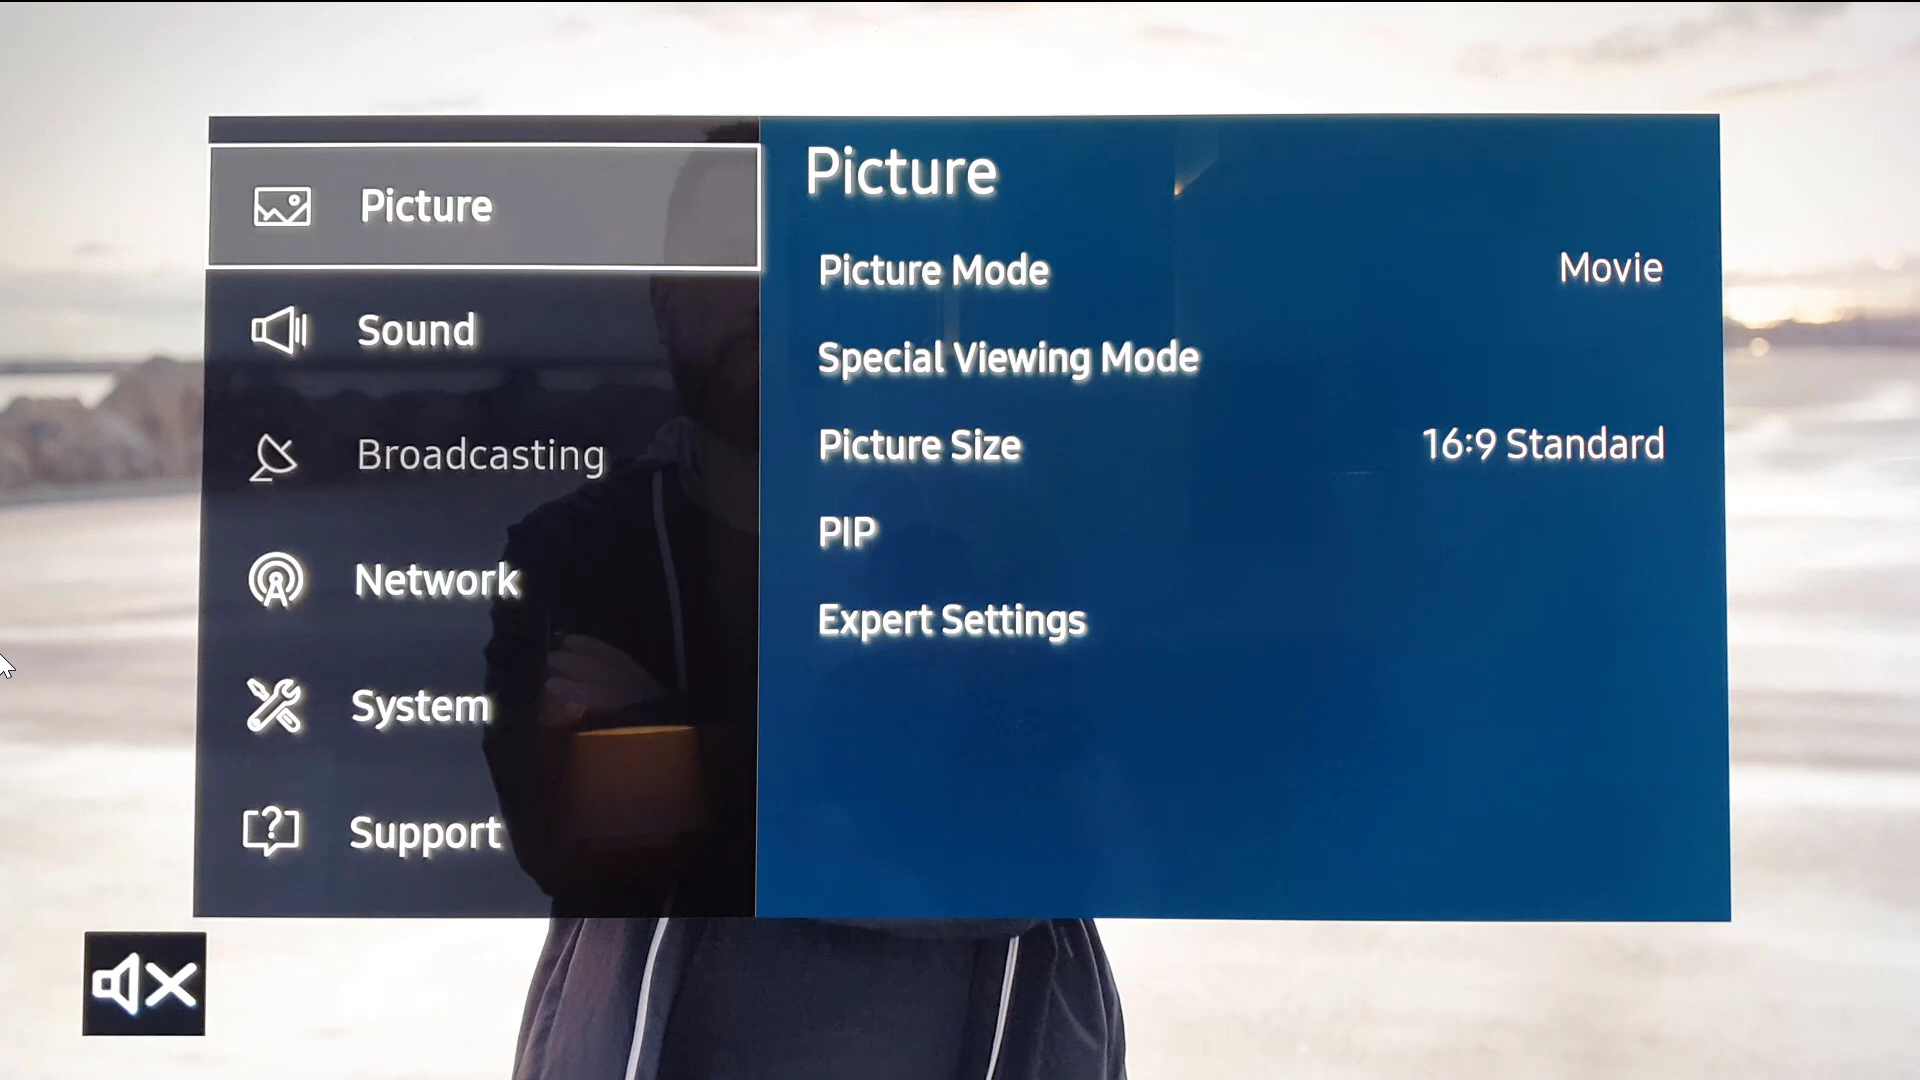 Picture
Sound
Broadcasting
Network
System
Support
Picture
Picture Mode Movie
Special Viewing Mode
Picture Size 16:9 Standard
PIP
Expert Settings